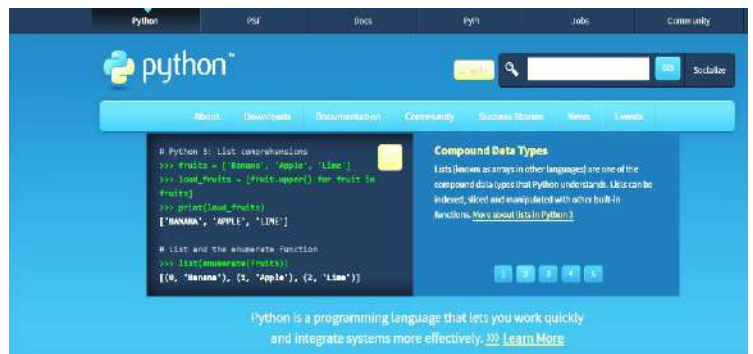 Python PSF Docs PyPI Jobs Community
python™
GO Socialize
About Downloads Documentation Community Success Stories News Events
# Python 3: List comprehensions
>>> fruits = ['Banana', 'Apple', 'Lime']
>>> loud_fruits = [fruit.upper() for fruit in
fruits]
>>> print(loud_fruits)
['BANANA', 'APPLE', 'LIME']
# List and the enumerate function
>>> list(enumerate(fruits))
[(0, 'Banana'), (1, 'Apple'), (2, 'Lime')]
Compound Data Types
Lists (known as arrays in other languages) are one of the
compound data types that Python understands. Lists can be
indexed, sliced and manipulated with other built-in
functions. More about lists in Python 3
1 2 3 4 5
Python is a programming language that lets you work quickly
and integrate systems more effectively. >>> Learn More